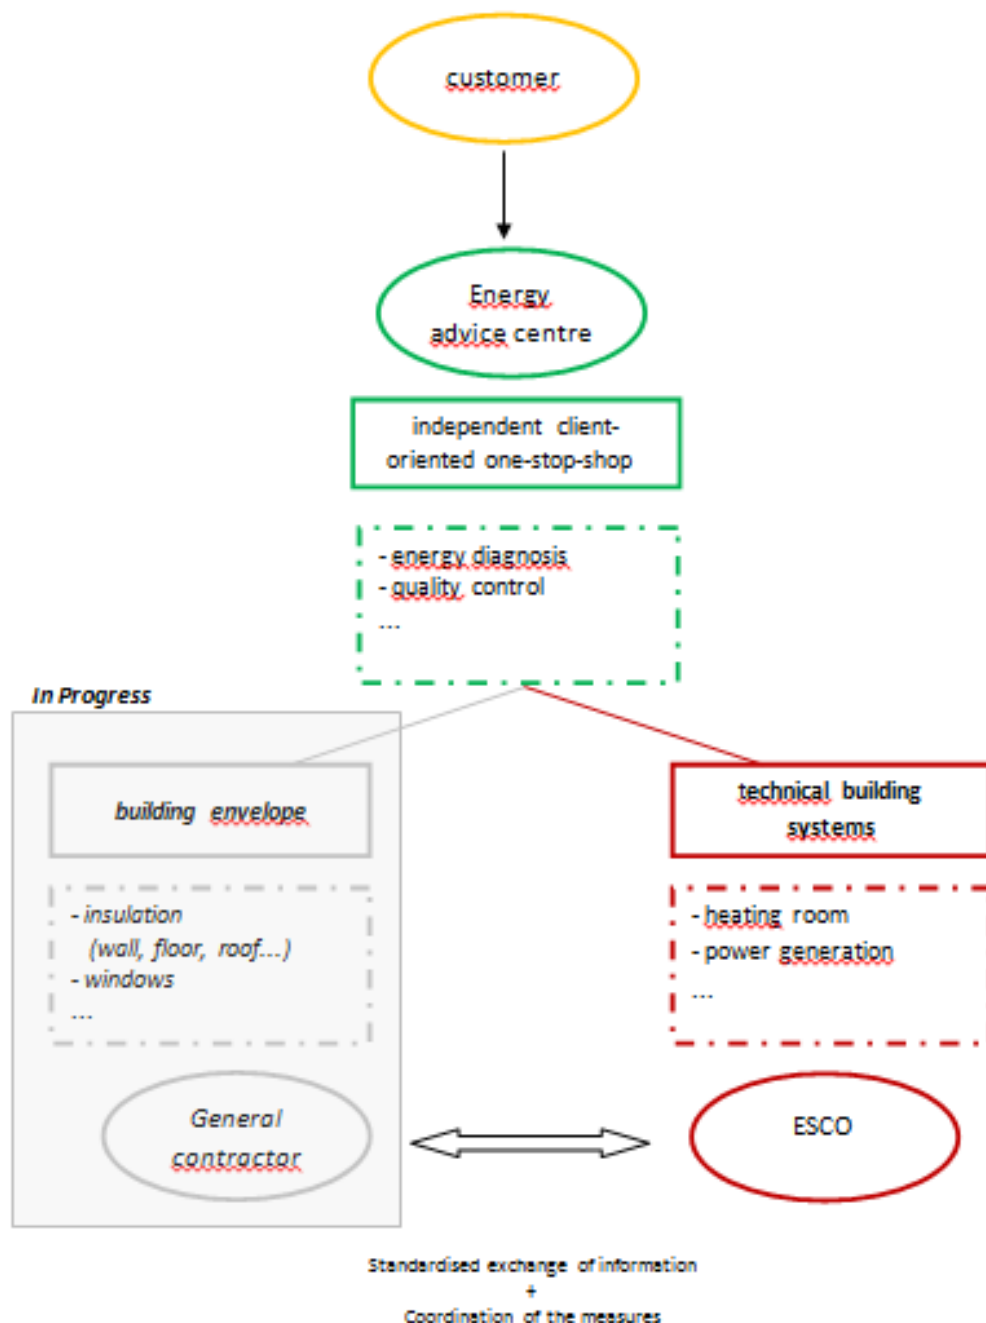 customer
Energy
advice centre
independent client-
oriented one-stop-shop
- energy diagnosis
- quality control
...
In Progress
building envelope
- insulation
(wall, floor, roof...)
- windows
...
General
contractor
technical building
systems
- heating room
- power generation
...
ESCO
Standardised exchange of information
+
Coordination of the measures